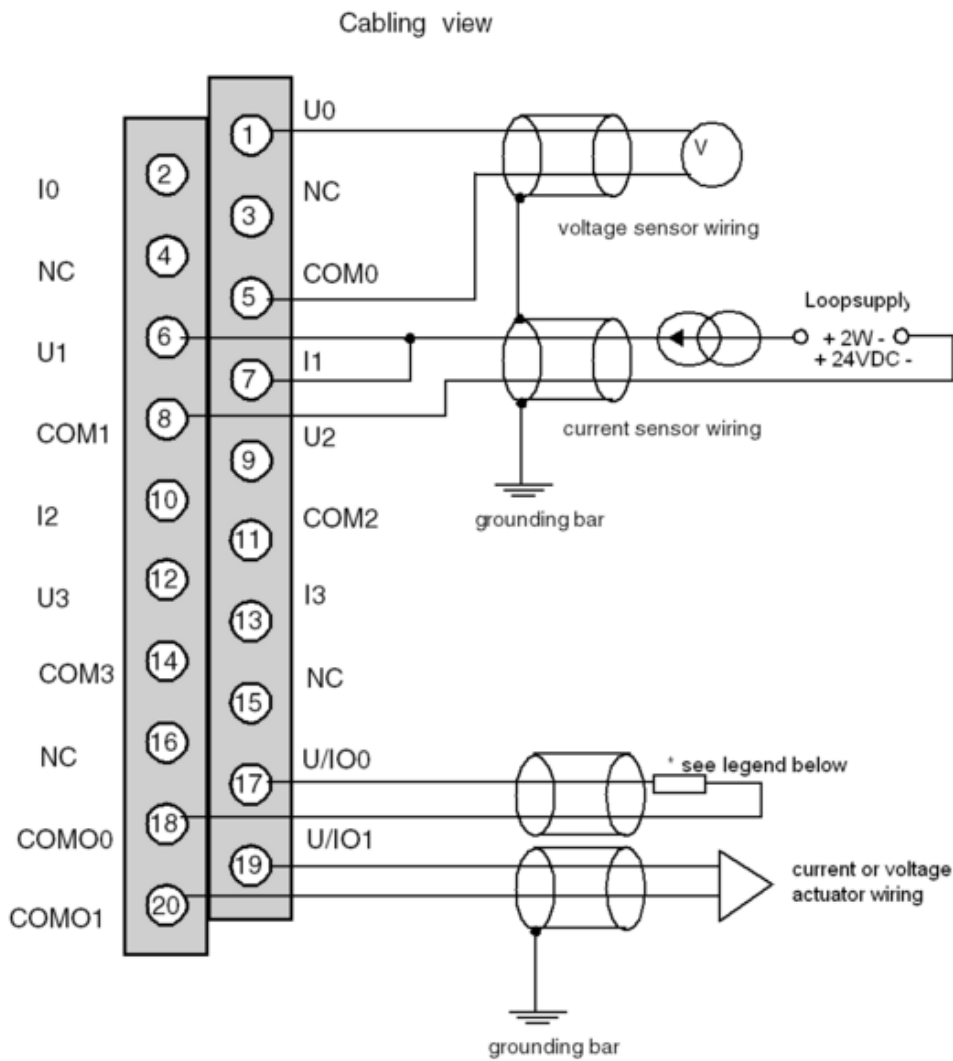 Cabling view
U0
1
V
2
I0
NC
3
voltage sensor wiring
4
NC
COM0
5
Loopsupply
6
+ 2W -
U1
I1
+ 24VDC -
7
8
COM1
U2
current sensor wiring
9
10
I2
COM2
grounding bar
11
12
U3
I3
13
14
COM3
NC
15
16
NC
U/IO0
* see legend below
17
18
COMO0
U/IO1
19
current or voltage
actuator wiring
20
COMO1
grounding bar